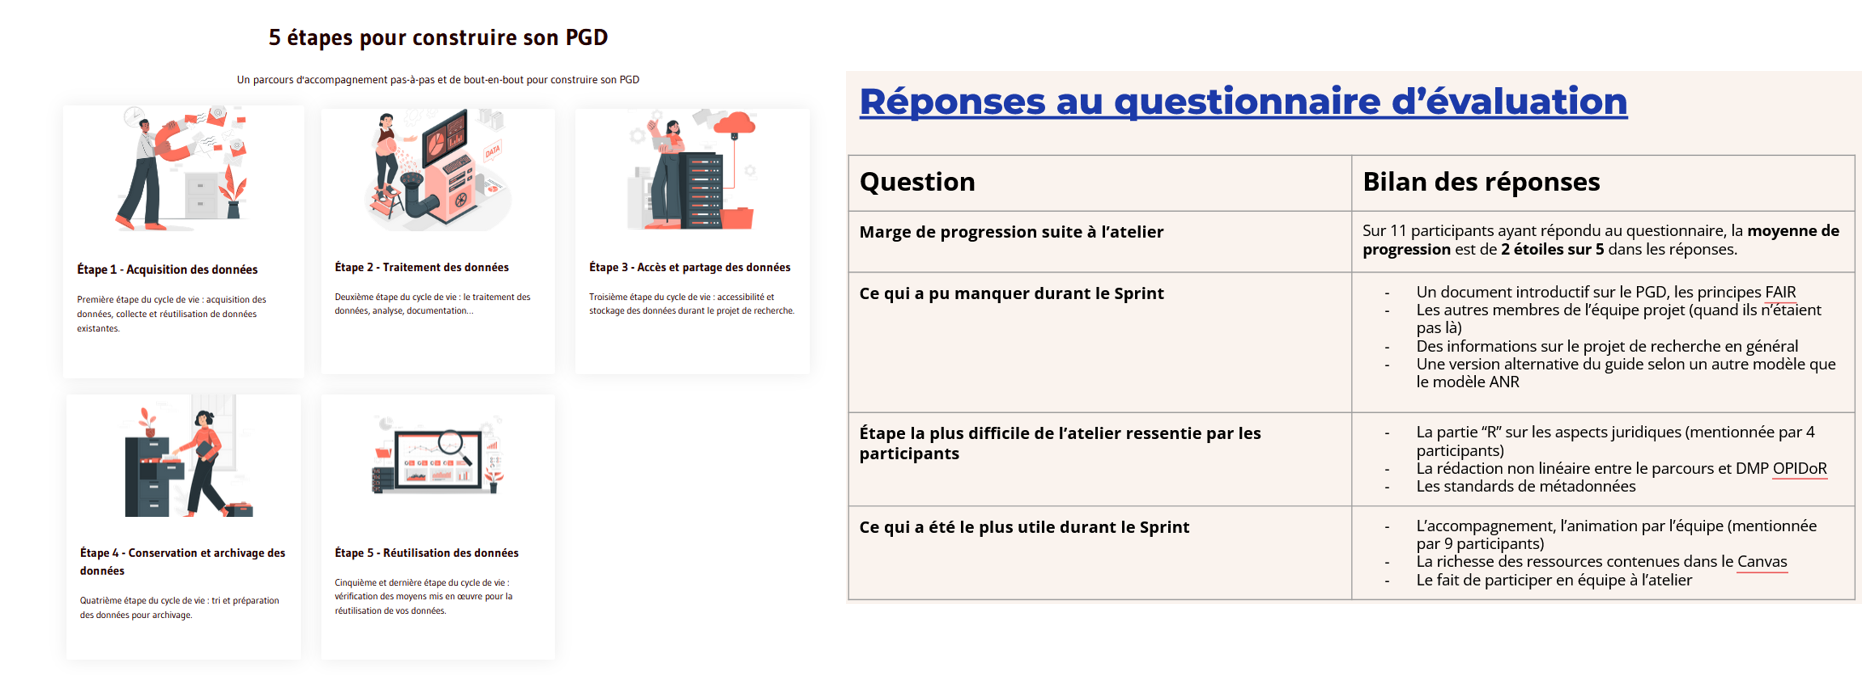 5 étapes pour construire son PGD
Un parcours d'accompagnement pas-à-pas et de bout-en-bout pour construire son PGD
DATA
Étape 1 - Acquisition des données
Première étape du cycle de vie : acquisition des
données, collecte et réutilisation de données
existantes.
Étape 2 - Traitement des données
Deuxième étape du cycle de vie : le traitement des
données, analyse, documentation...
Étape 3 - Accès et partage des données
Troisième étape du cycle de vie : accessibilité et
stockage des données durant le projet de recherche.
Étape 4 - Conservation et archivage des
données
Quatrième étape du cycle de vie : tri et préparation
des données pour archivage.
Étape 5 - Réutilisation des données
Cinquième et dernière étape du cycle de vie :
vérification des moyens mis en œuvre pour la
réutilisation de vos données.
Réponses au questionnaire d’évaluation
Question
Bilan des réponses
Marge de progression suite à l’atelier
Sur 11 participants ayant répondu au questionnaire, la moyenne de
progression est de 2 étoiles sur 5 dans les réponses.
Ce qui a pu manquer durant le Sprint
- Un document introductif sur le PGD, les principes FAIR
- Les autres membres de l’équipe projet (quand ils n’étaient
pas là)
- Des informations sur le projet de recherche en général
- Une version alternative du guide selon un autre modèle que
le modèle ANR
Étape la plus difficile de l’atelier ressentie par les
participants
- La partie “R” sur les aspects juridiques (mentionnée par 4
participants)
- La rédaction non linéaire entre le parcours et DMP OPIDoR
- Les standards de métadonnées
Ce qui a été le plus utile durant le Sprint
- L’accompagnement, l’animation par l’équipe (mentionnée
par 9 participants)
- La richesse des ressources contenues dans le Canvas
- Le fait de participer en équipe à l’atelier